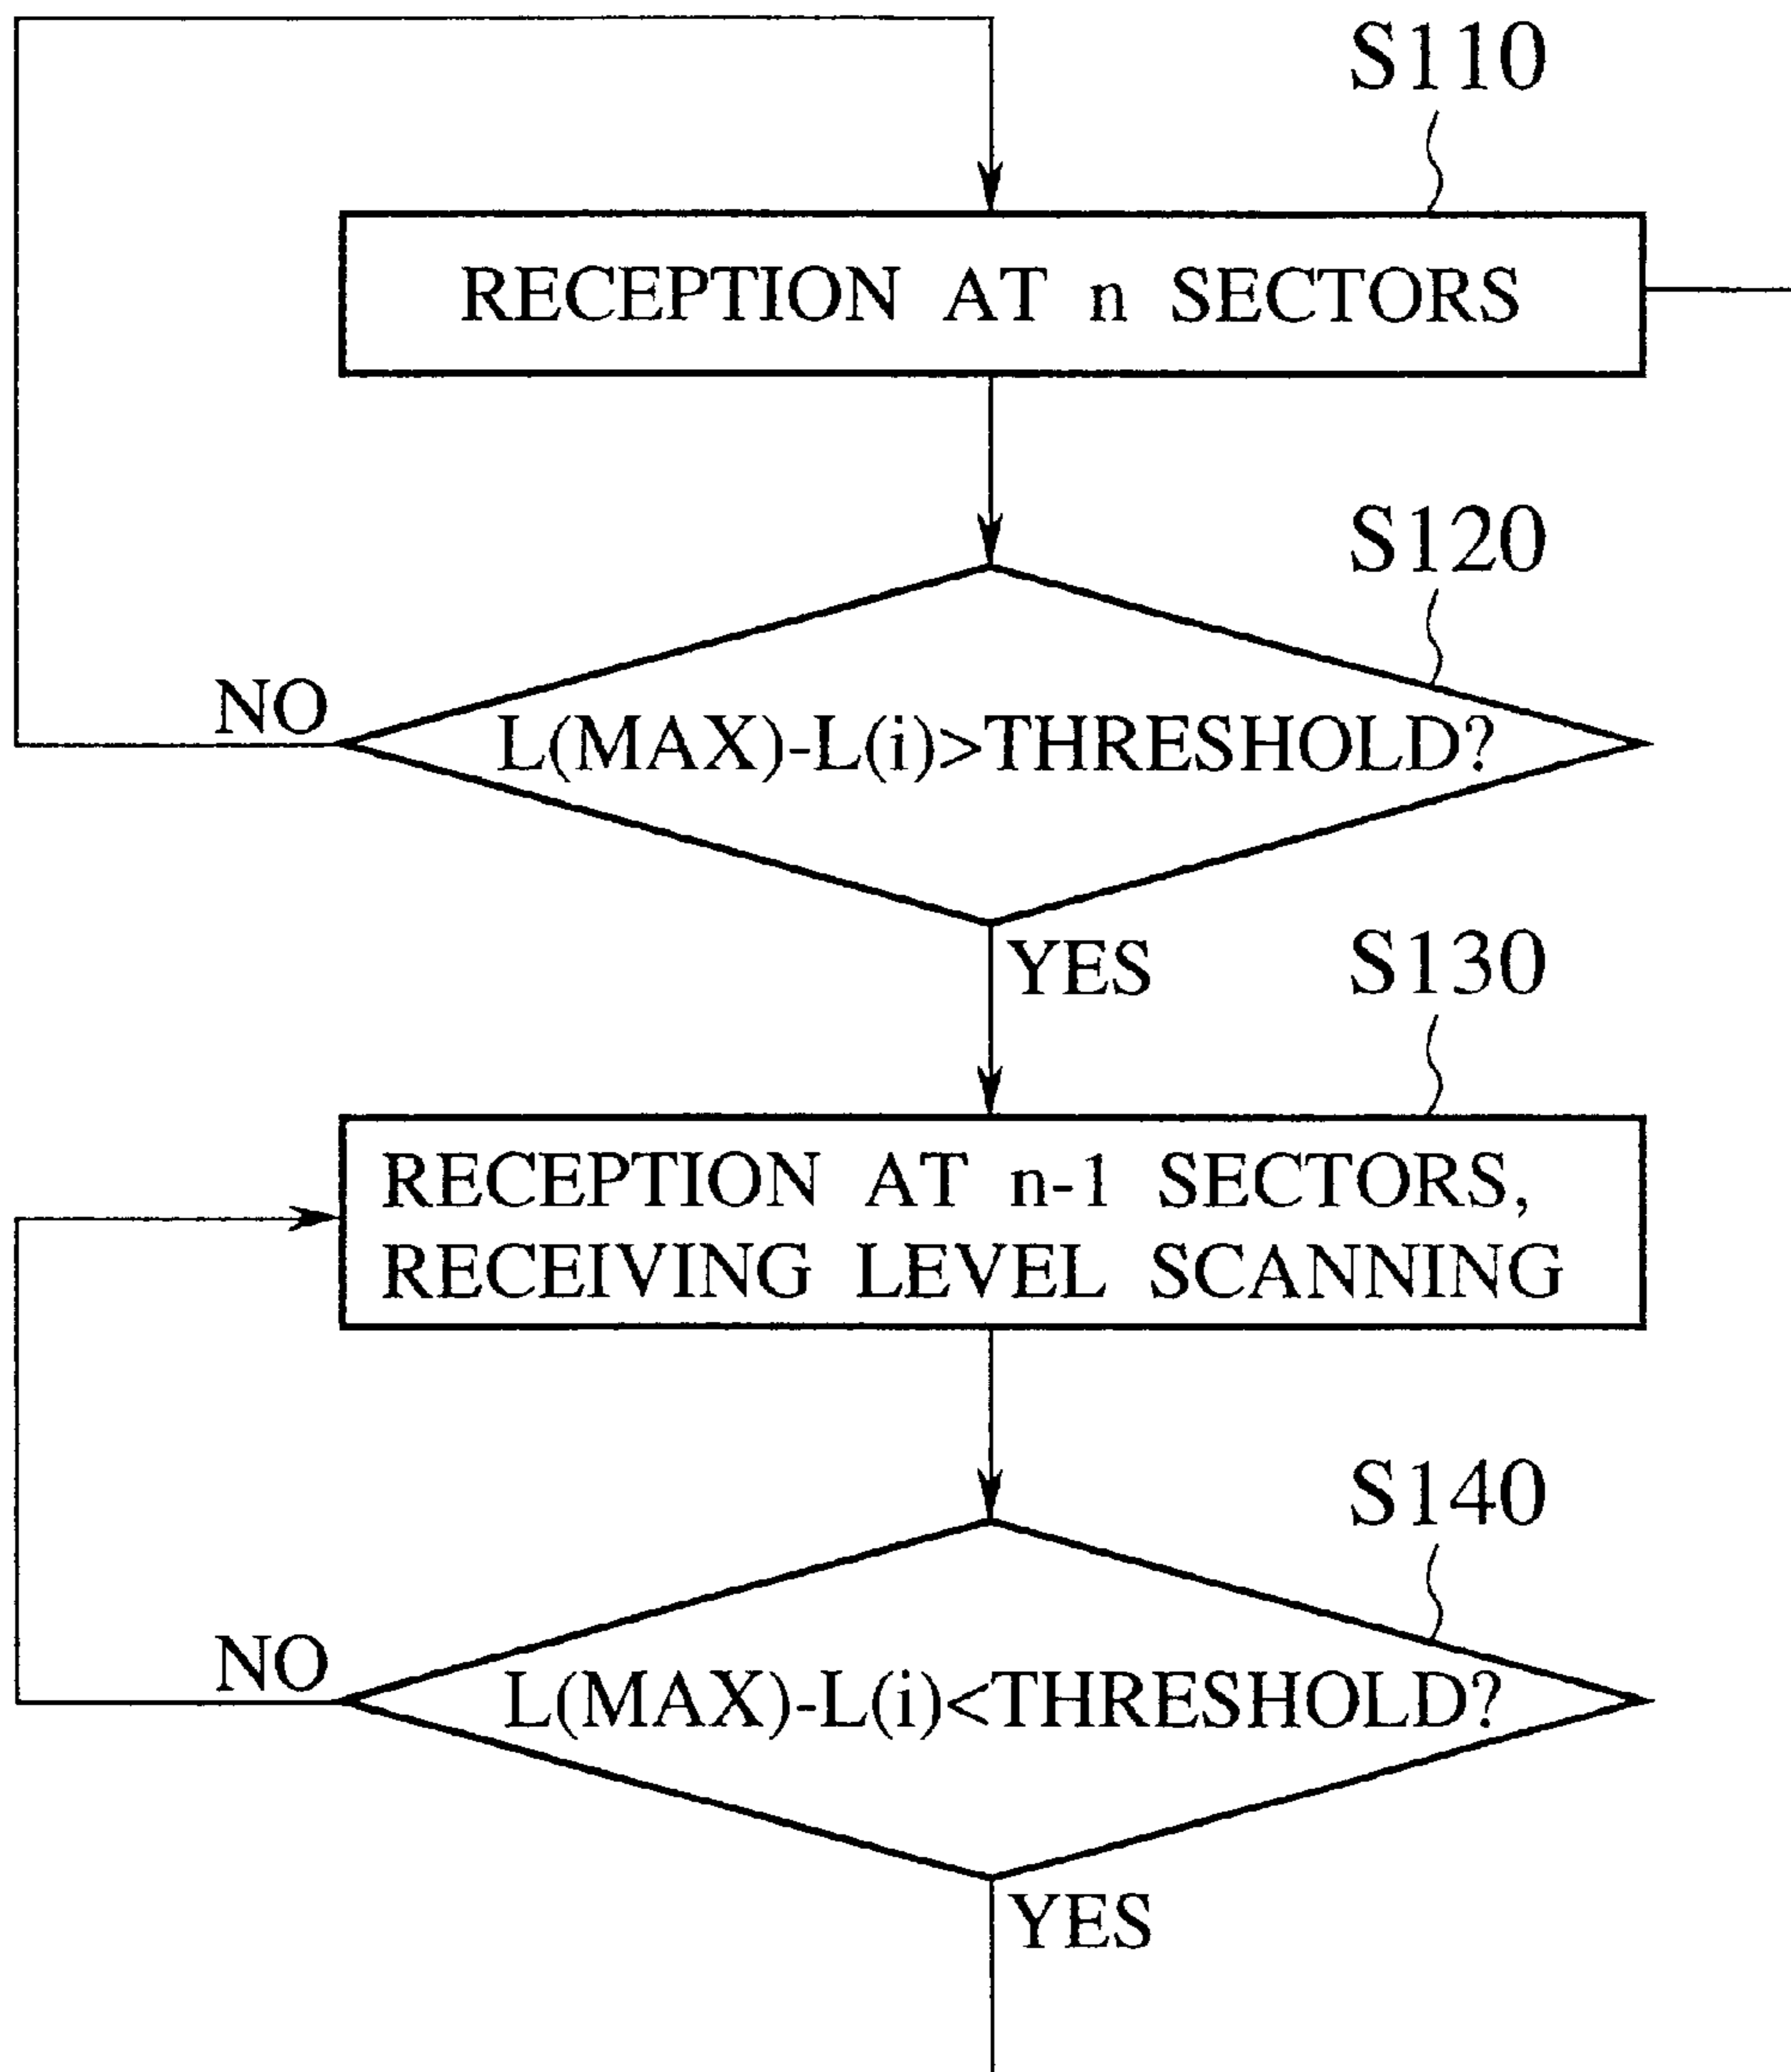 S110
RECEPTION AT n SECTORS
S120
NO
L(MAX)-L(i)>THRESHOLD?
YES
S130
RECEPTION AT n-1 SECTORS,
RECEIVING LEVEL SCANNING
S140
NO
L(MAX)-L(i)<THRESHOLD?
YES